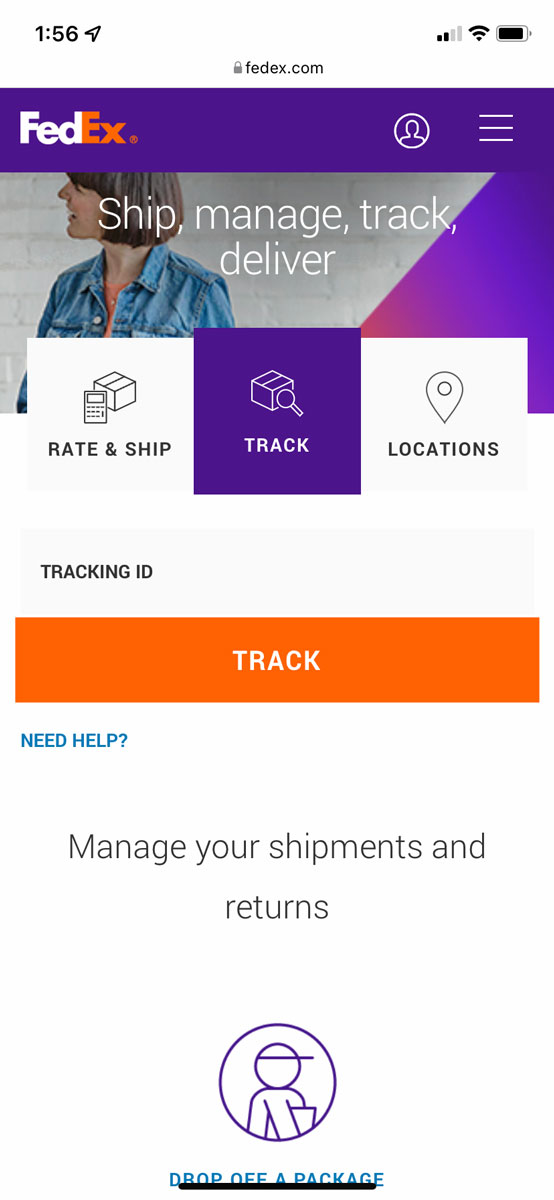 1:56
fedex.com
FedEx®
Ship, manage, track,
deliver
RATE & SHIP
TRACK
LOCATIONS
TRACKING ID
TRACK
NEED HELP?
Manage your shipments and
returns
DROP OFF A PACKAGE